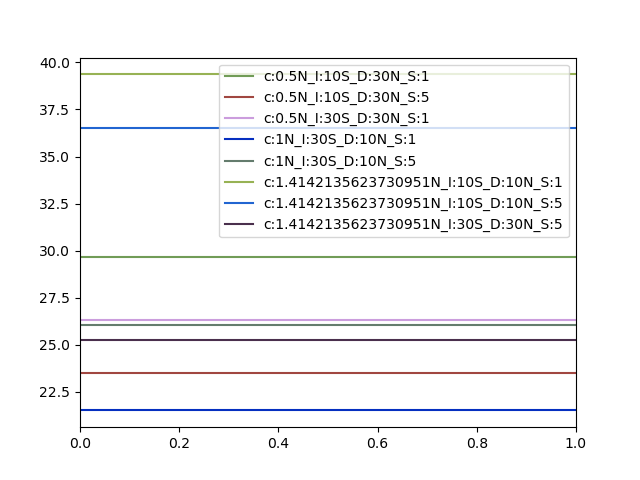 40.0
37.5
35.0
32.5
30.0
27.5
25.0
22.5
c:0.5N_I:10S_D:30N_S:1
c:0.5N_I:10S_D:30N_S:5
c:0.5N_I:30S_D:30N_S:1
c:1N_I:30S_D:10N_S:1
c:1N_I:30S_D:10N_S:5
c:1.4142135623730951N_I:10S_D:10N_S:1
c:1.4142135623730951N_I:10S_D:10N_S:5
c:1.4142135623730951N_I:30S_D:30N_S:5
0.0 0.2 0.4 0.6 0.8 1.0